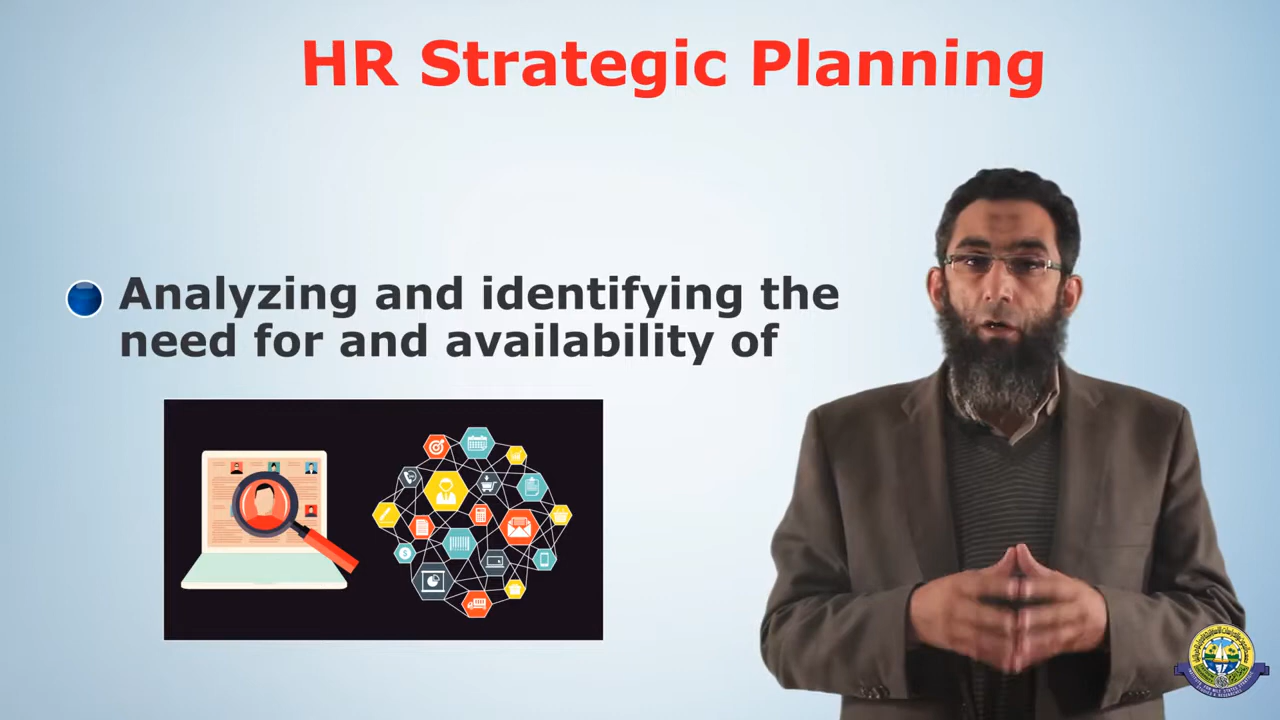 HR Strategic Planning
Analyzing and identifying the
need for and availability of